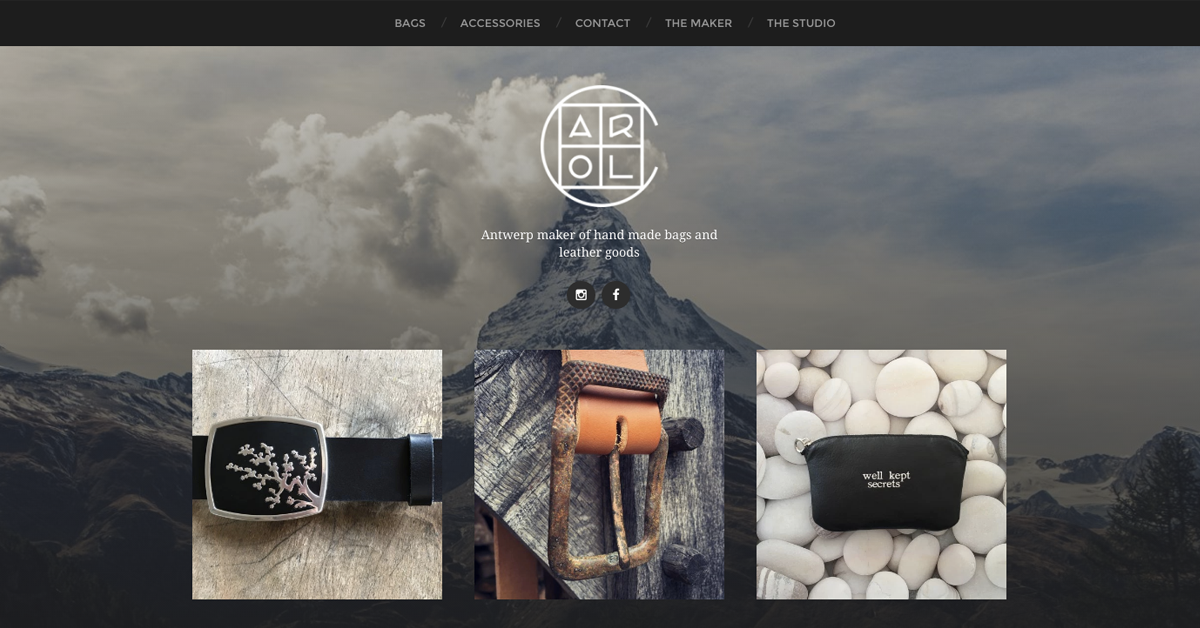 BAGS / ACCESSORIES / CONTACT / THE MAKER / THE STUDIO
AR
OL
Antwerp maker of hand made bags and
leather goods
well kept
secrets